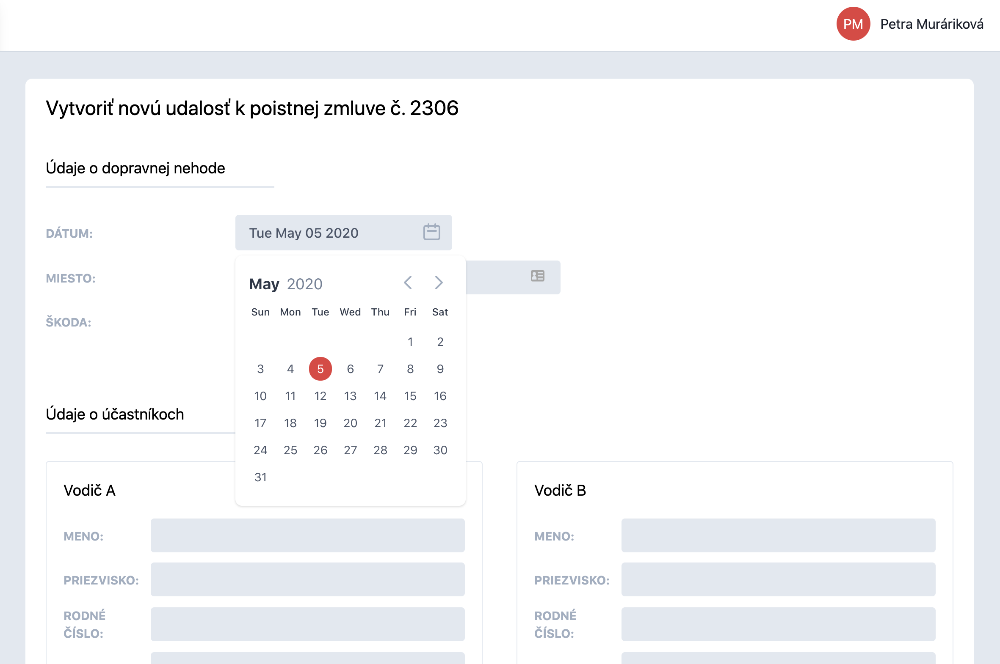 PM Petra Muráriková
Vytvoriť novú udalosť k poistnej zmluve č. 2306
Údaje o dopravnej nehode
DÁTUM: Tue May 05 2020
MIESTO:
ŠKODA:
May 2020
Sun Mon Tue Wed Thu Fri Sat
1 2
3 4 5 6 7 8 9
10 11 12 13 14 15 16
17 18 19 20 21 22 23
24 25 26 27 28 29 30
31
Údaje o účastníkoch
Vodič A
MENO:
PRIEZVISKO:
RODNÉ
ČÍSLO:
Vodič B
MENO:
PRIEZVISKO:
RODNÉ
ČÍSLO: